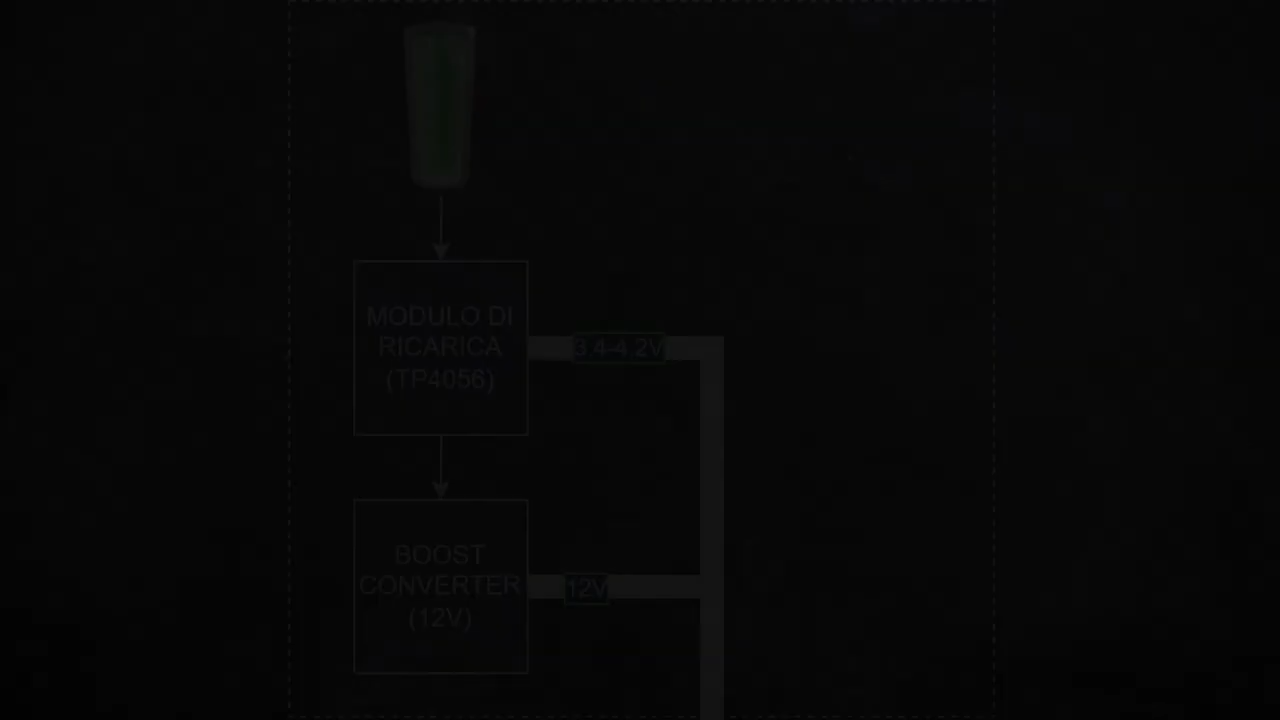 MODULO DI
RICARICA
(TP4056)
3.4-4.2V
BOOST
CONVERTER
(12V)
12V